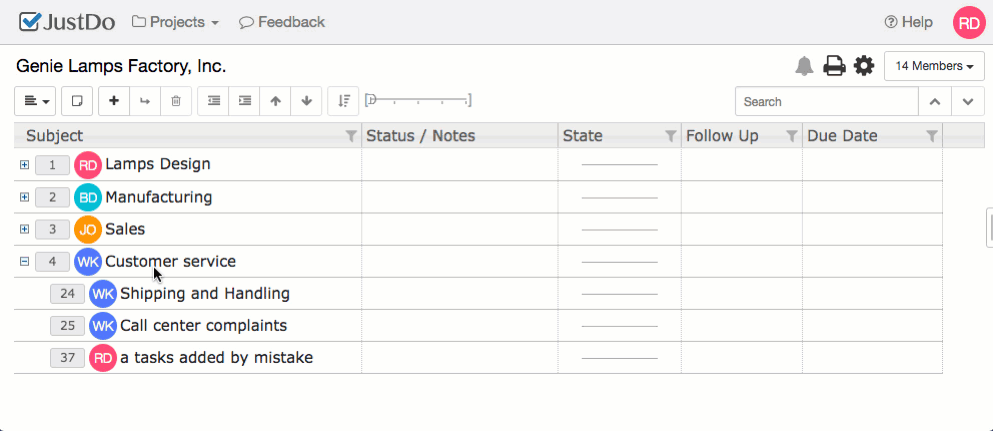 JustDo Projects Feedback Help RD
Genie Lamps Factory, Inc. 14 Members
Search
Subject Status / Notes State Follow Up Due Date
1 RD Lamps Design
2 BD Manufacturing
3 JO Sales
4 WK Customer service
24 WK Shipping and Handling
25 WK Call center complaints
37 RD a tasks added by mistake